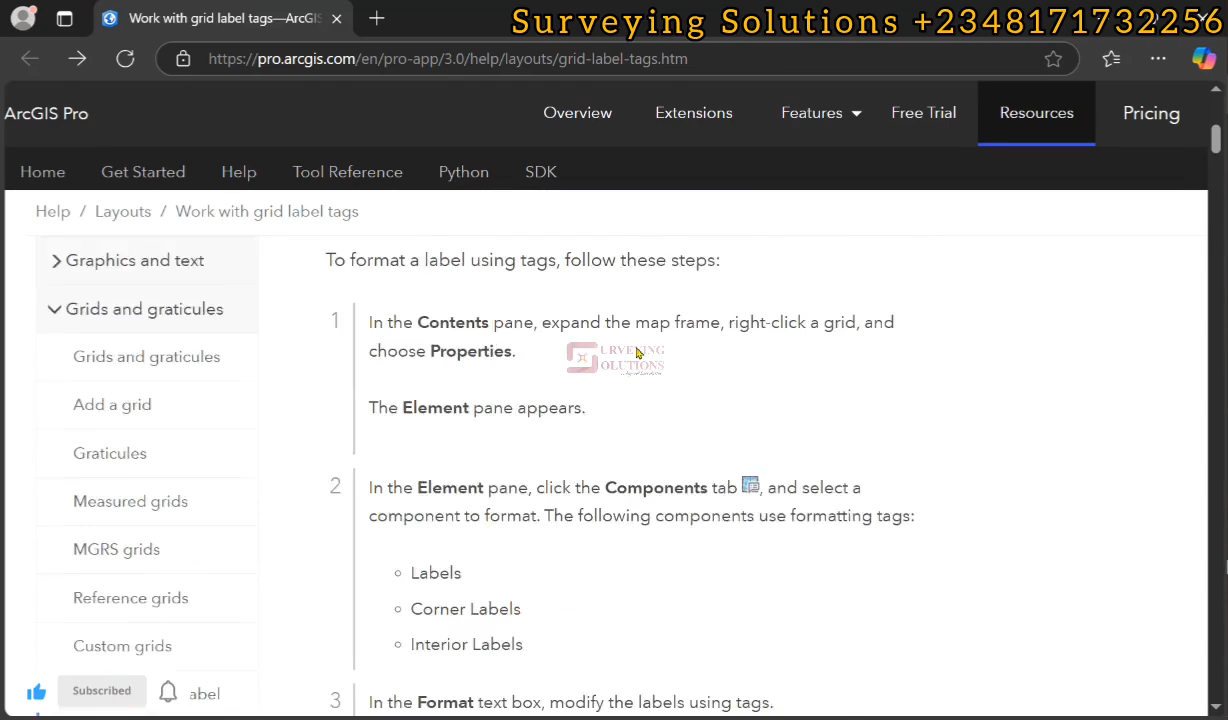 Work with grid label tags—ArcGIS
Surveying Solutions +2348171732256
https://pro.arcgis.com/en/pro-app/3.0/help/layouts/grid-label-tags.htm
ArcGIS Pro
Overview
Extensions
Features
Free Trial
Resources
Pricing
Home
Get Started
Help
Tool Reference
Python
SDK
Help / Layouts / Work with grid label tags
Graphics and text
Grids and graticules
Grids and graticules
Add a grid
Graticules
Measured grids
MGRS grids
Reference grids
Custom grids
abel
Subscribed
To format a label using tags, follow these steps:
1
In the Contents pane, expand the map frame, right-click a grid, and
choose Properties.
URVEYING
SOLUTIONS
The Element pane appears.
2
In the Element pane, click the Components tab , and select a
component to format. The following components use formatting tags:
Labels
Corner Labels
Interior Labels
3
In the Format text box, modify the labels using tags.